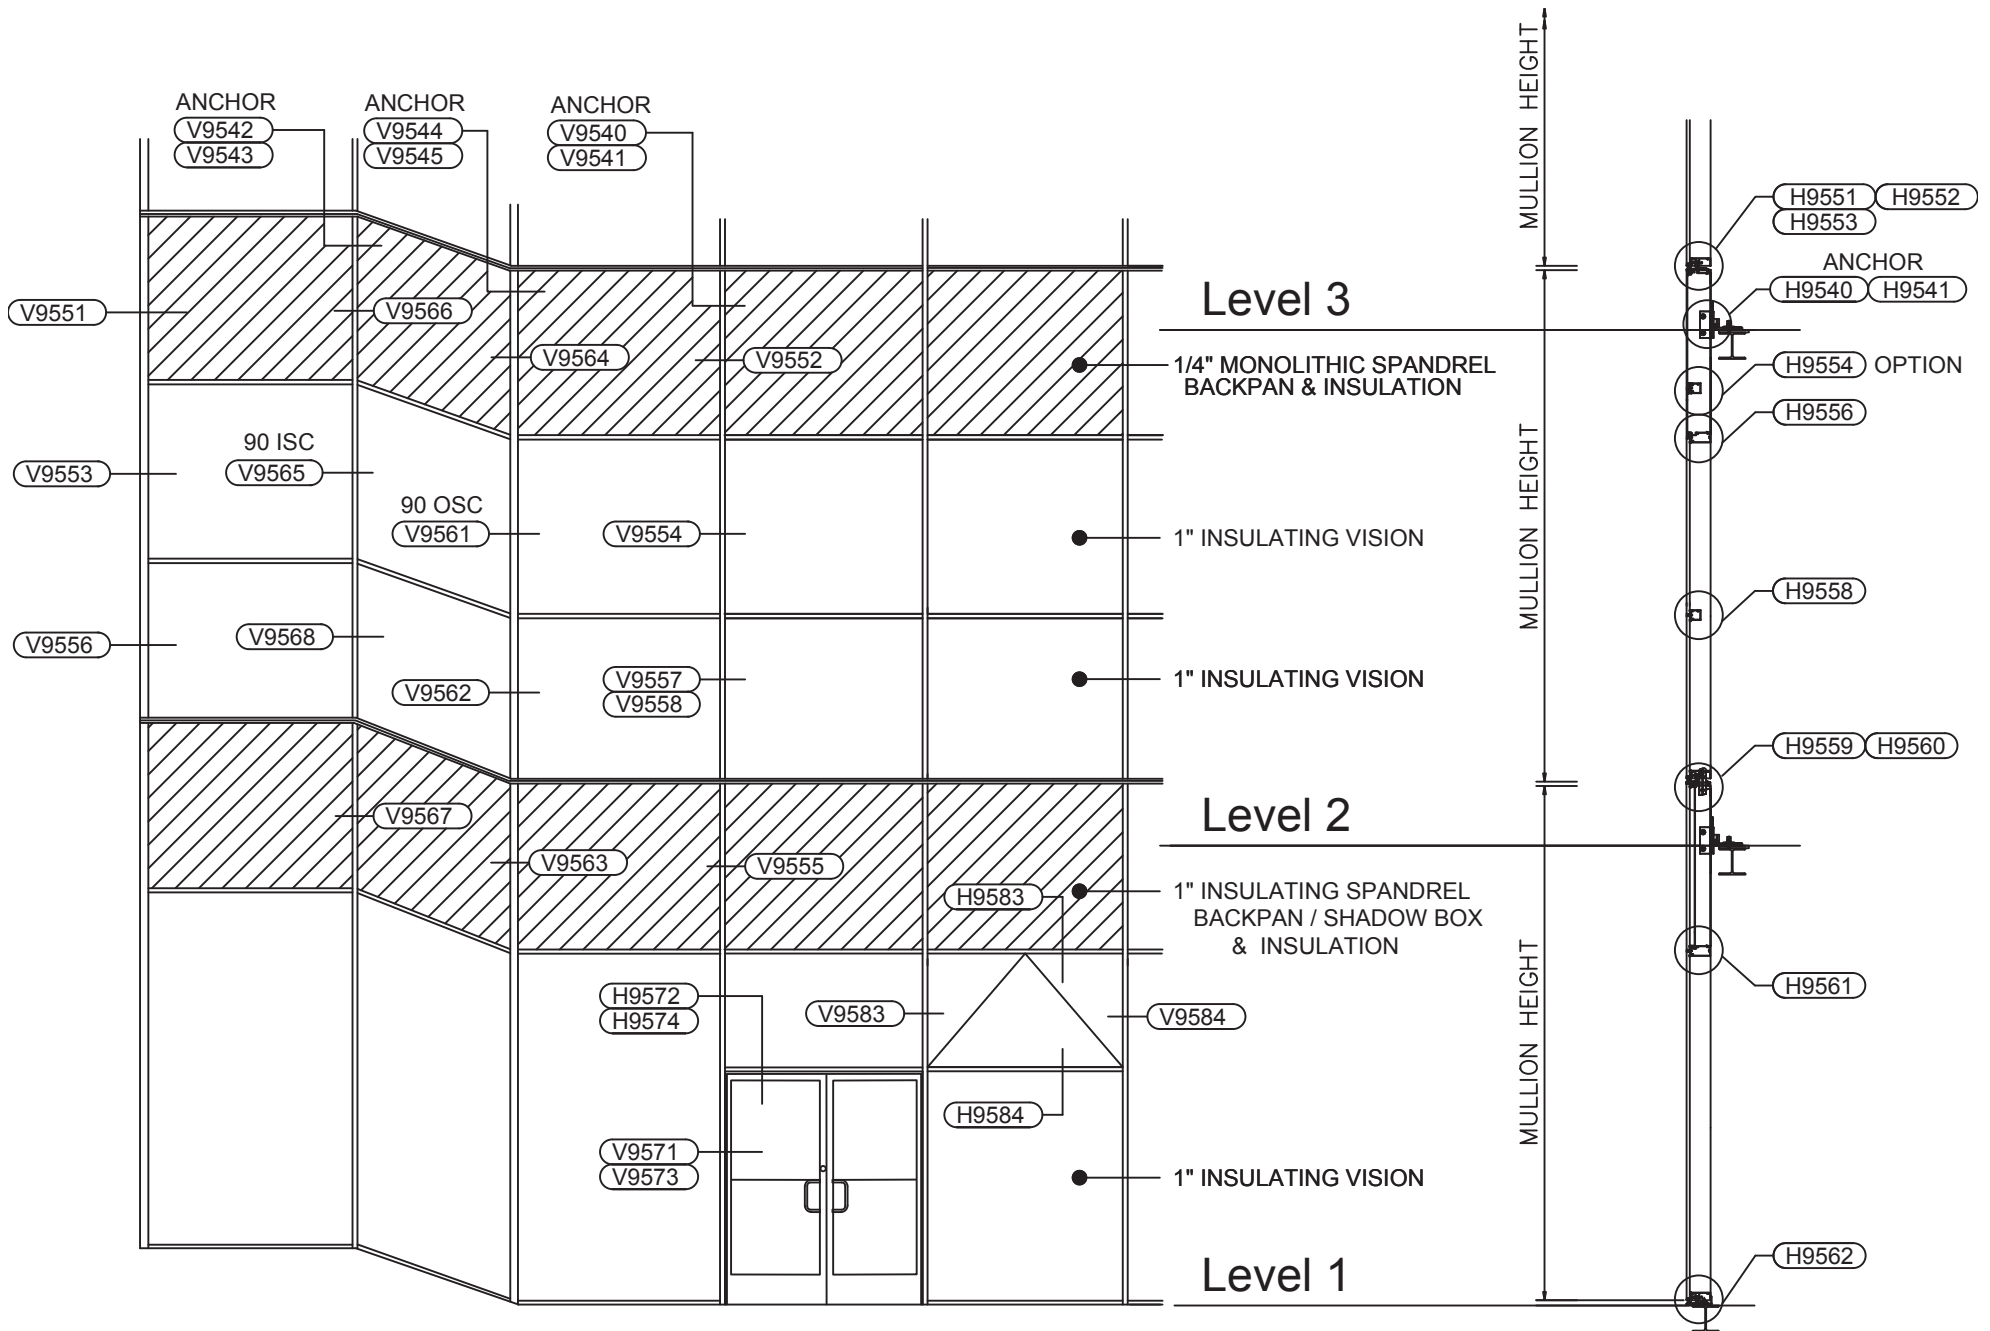 ANCHOR
V9542
V9543
ANCHOR
V9544
V9545
ANCHOR
V9540
V9541
V9551
V9566
V9564
V9552
V9553
90 ISC
V9565
90 OSC
V9561
V9554
V9556
V9568
V9562
V9557
V9558
V9567
V9563
V9555
H9583
H9572
H9574
V9583
V9584
H9584
V9571
V9573
Level 3
1/4" MONOLITHIC SPANDREL
BACKPAN & INSULATION
1" INSULATING VISION
1" INSULATING VISION
Level 2
1" INSULATING SPANDREL
BACKPAN / SHADOW BOX
& INSULATION
1" INSULATING VISION
Level 1
MULLION HEIGHT
MULLION HEIGHT
MULLION HEIGHT
H9551 H9552
H9553
ANCHOR
H9540 H9541
H9554 OPTION
H9556
H9558
H9559 H9560
H9561
H9562